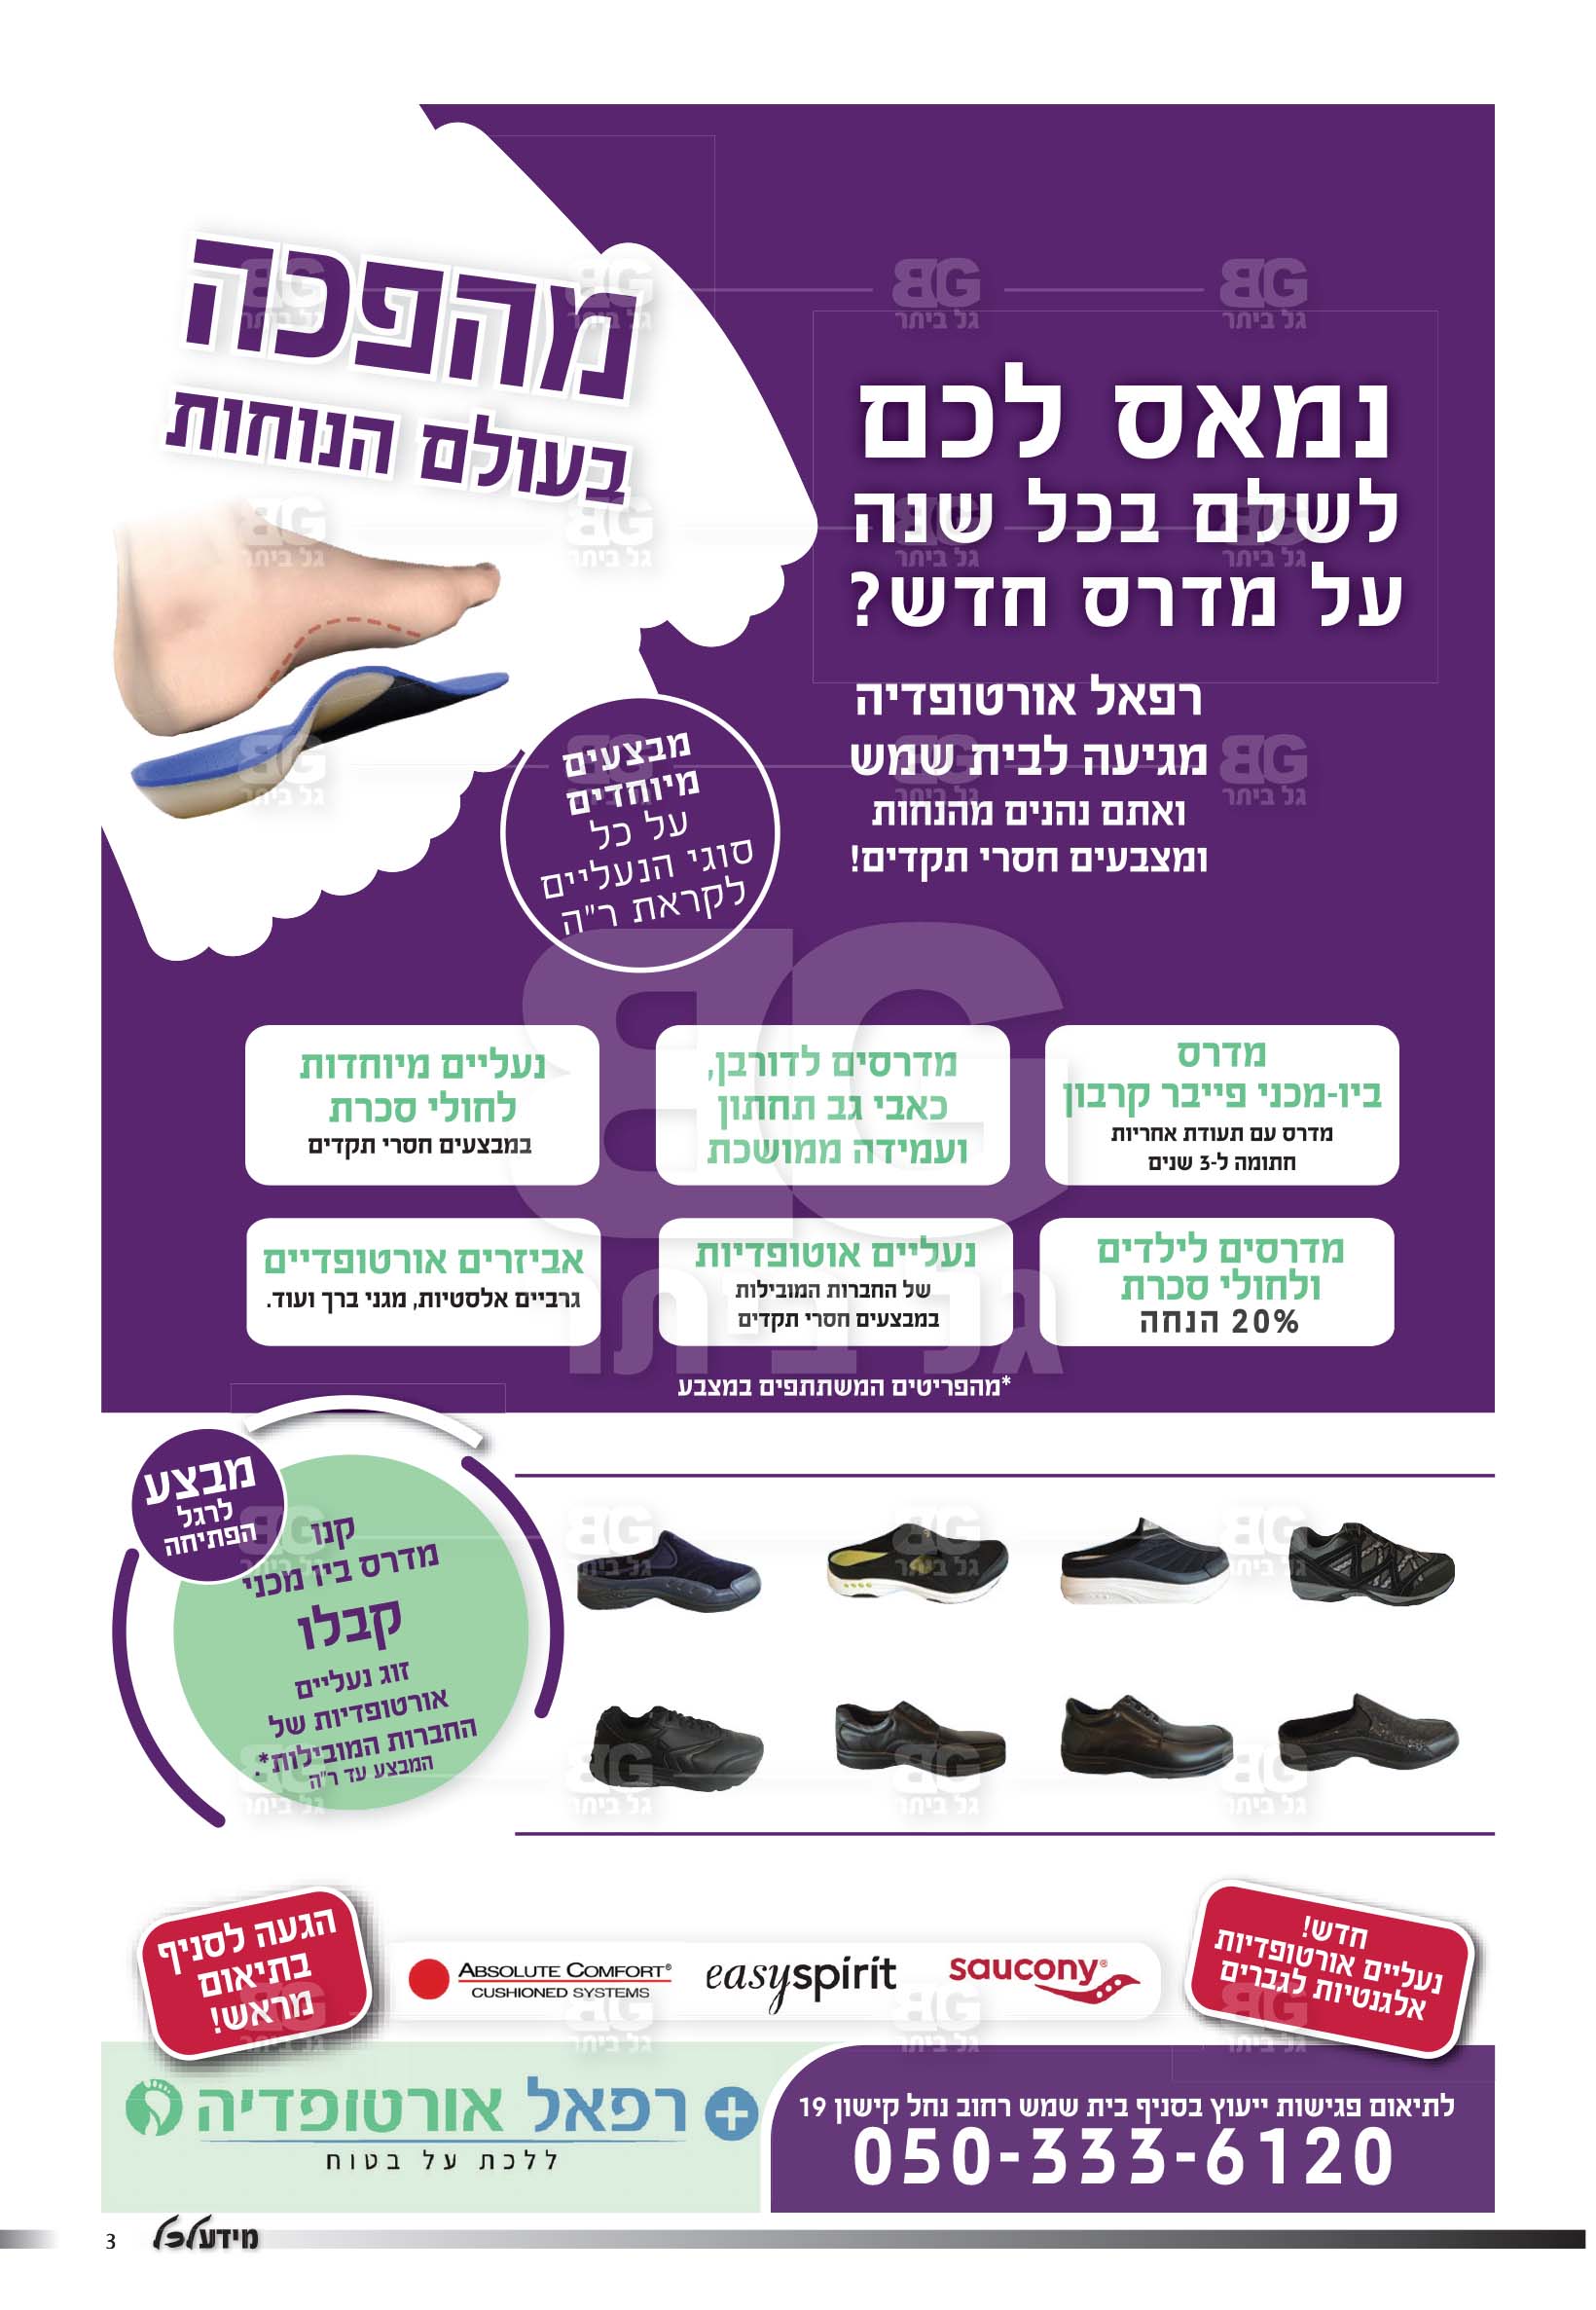 מהפכה
בעולם הנוחות
נמאס לכם
לשלם בכל שנה
על מדרס חדש?
רפאל אורטופדיה
מגיעה לבית שמש
ואתם נהנים מהנחות
ומצבעים חסרי תקדים!
מבצעים
מיוחדים
על כל
סוגי הנעליים
לקראת ר"ה
מדרס
ביו-מכני פייבר קרבון
מדרס עם תעודת אחריות
חתומה ל-3 שנים
מדרסים לדורבן,
כאבי גב תחתון
ועמידה ממושכת
נעליים מיוחדות
לחולי סכרת
במבצעים חסרי תקדים
מדרסים לילדים
ולחולי סכרת
20% הנחה
נעליים אוטופדיות
של החברות המובילות
במבצעים חסרי תקדים
אביזרים אורטופדיים
גרביים אלסטיות, מגני ברך ועוד.
*מהפריטים המשתתפים במצבע
מבצע
לרגל
הפתיחה
קנו
מדרס ביו מכני
קבלו
זוג נעליים
אורטופדיות של
החברות המובילות*.
המבצע עד ר"ה
חדש!
נעליים אורטופדיות
אלגנטיות לגברים
saucony®
easyspirit
ABSOLUTE COMFORT®
CUSHIONED SYSTEMS
הגעה לסניף
בתיאום
מראש!
לתיאום פגישות ייעוץ בסניף בית שמש רחוב נחל קישון 19
050-333-6120
רפאל אורטופדיה
ללכת על בטוח
מידע לכל
3
BG
גל ביתר